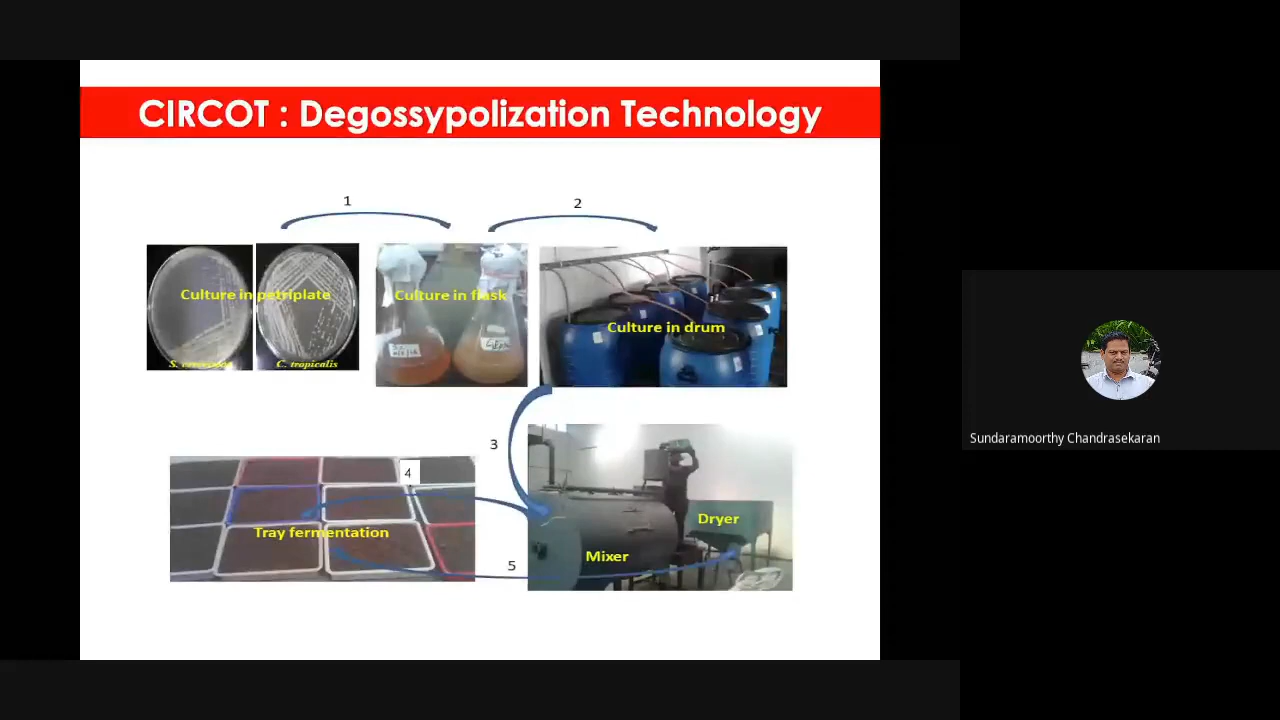 CIRCOT : Degossypolization Technology
1
2
Culture in petriplate
Culture in flask
Culture in drum
C. tropicalis
3
4
Tray fermentation
Dryer
Mixer
5
Sundaramoorthy Chandrasekaran